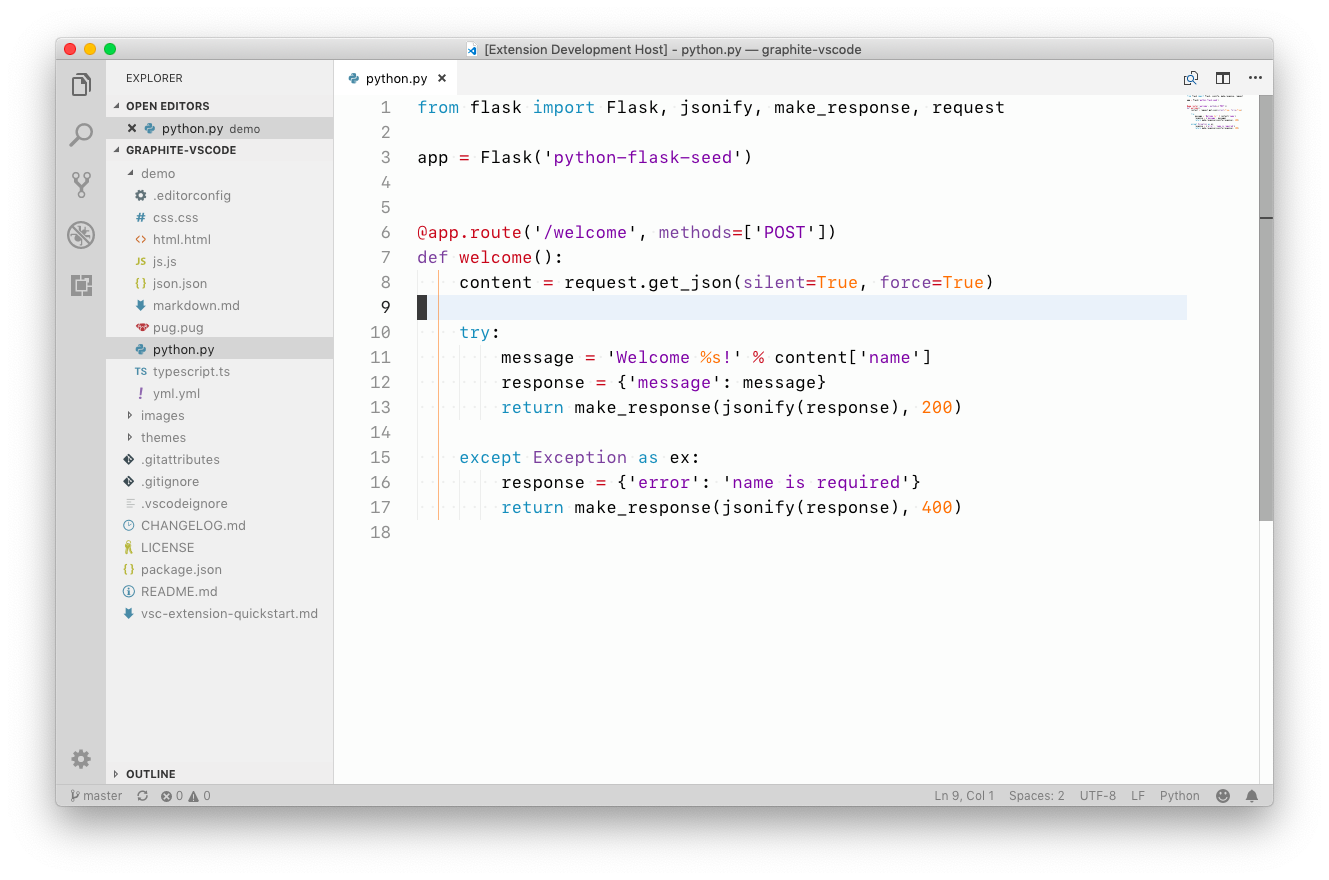 [Extension Development Host] - python.py — graphite-vscode
EXPLORER
OPEN EDITORS
python.py demo
GRAPHITE-VSCODE
demo
.editorconfig
# css.css
<> html.html
JS js.js
{ } json.json
markdown.md
pug.pug
python.py
TS typescript.ts
! yml.yml
images
themes
.gitattributes
.gitignore
.vscodeignore
CHANGELOG.md
LICENSE
{ } package.json
README.md
vsc-extension-quickstart.md
OUTLINE
python.py
1 from flask import Flask, jsonify, make_response, request
2
3 app = Flask('python-flask-seed')
4
5
6 @app.route('/welcome', methods=['POST'])
7 def welcome():
8     content = request.get_json(silent=True, force=True)
9
10     try:
11         message = 'Welcome %s!' % content['name']
12         response = {'message': message}
13         return make_response(jsonify(response), 200)
14
15     except Exception as ex:
16         response = {'error': 'name is required'}
17         return make_response(jsonify(response), 400)
18
master 0 0 Ln 9, Col 1 Spaces: 2 UTF-8 LF Python